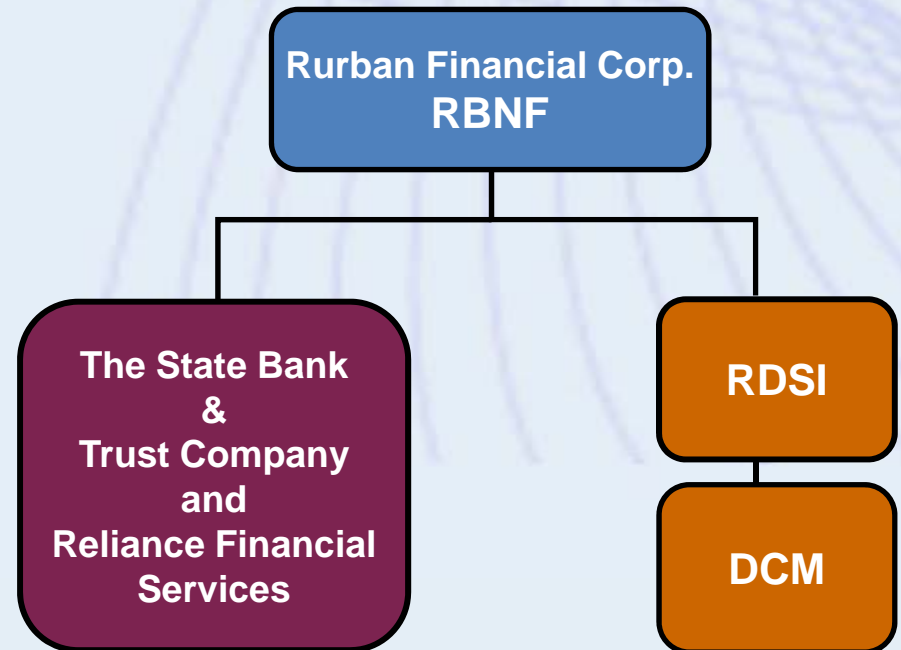 Rurban Financial Corp.
RBNF
The State Bank
&
Trust Company
and
Reliance Financial
Services
RDSI
DCM